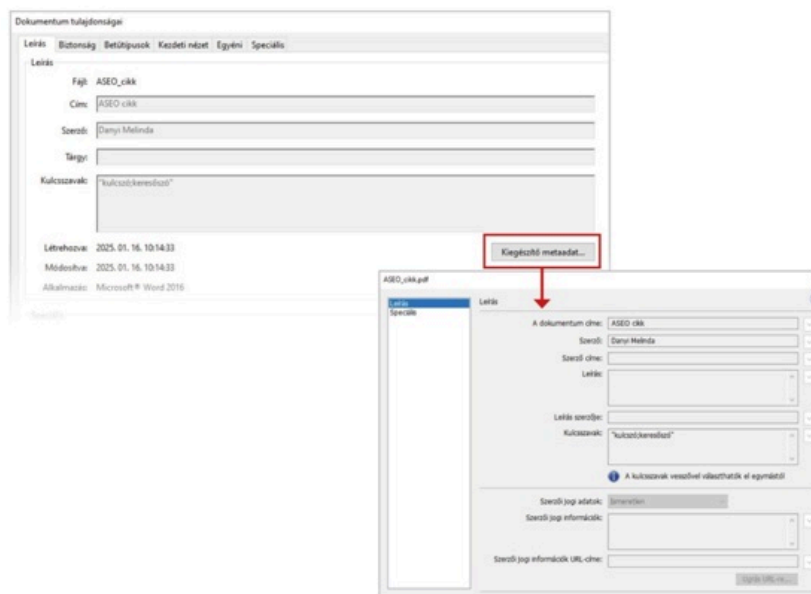 Dokumentum tulajdonságai
Leírás Biztonság Betűtípusok Kezdeti nézet Egyéni Speciális
Leírás
Fájl: ASEO_cikk
Cím: ASEO cikk
Szerző: Danyi Melinda
Tárgy:
Kulcsszavak: "kulcszó;keresőszó"
Létrehozva: 2025. 01. 16. 10:14:33
Kiegészítő metaadat...
Módosítva: 2025. 01. 16. 10:14:33
Alkalmazás: Microsoft® Word 2016
ASEO_cikk.pdf
Leírás
Speciális
Leírás
A dokumentum címe: ASEO cikk
Szerző: Danyi Melinda
Szerző címe:
Leírás:
Leírás szerzője:
Kulcsszavak: "kulcszó;keresőszó"
A kulcsszavak vesszővel választhatók el egymástól
Szerzői jogi adatok: Ismeretlen
Szerzői jogi információk:
Szerzői jogi információk URL-címe:
Ugrás URL-re...